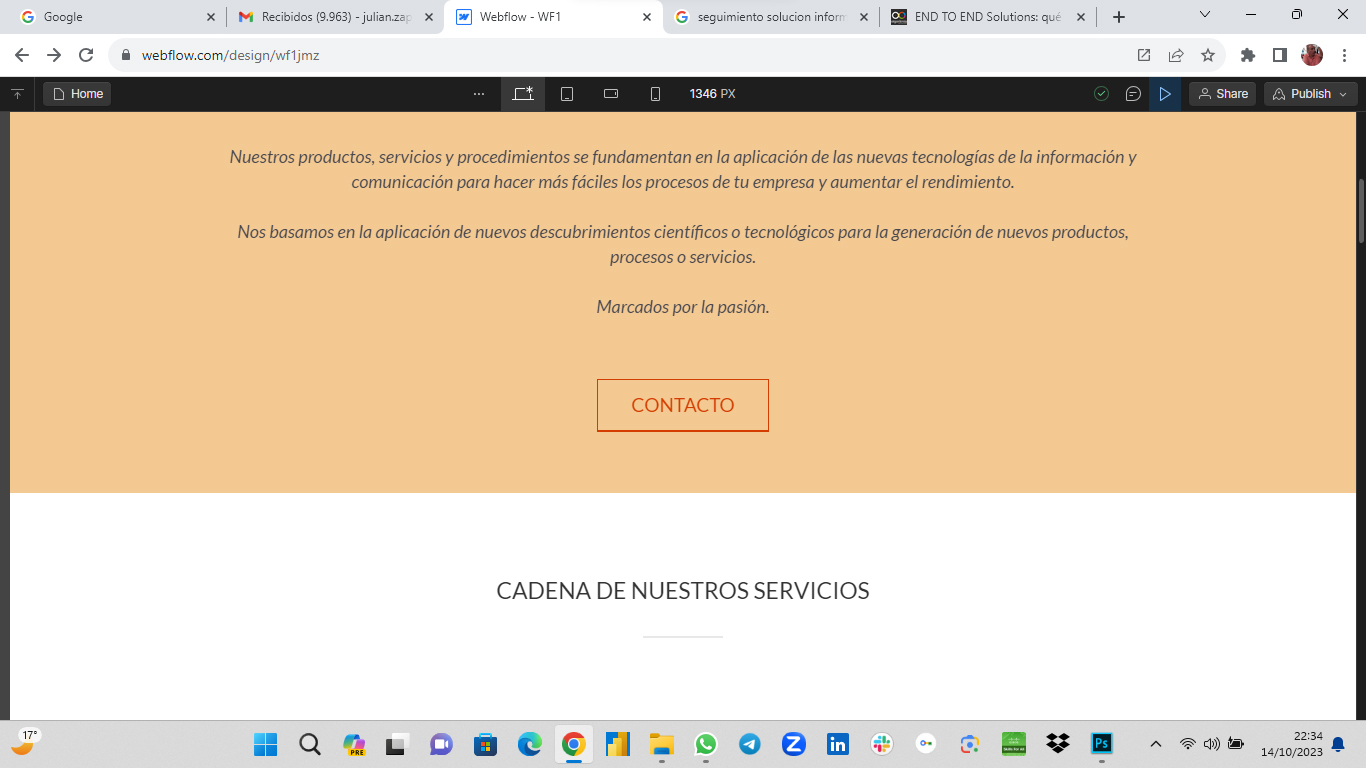 Google
Recibidos (9.963) - julian.zap
Webflow - WF1
seguimiento solucion inform
END TO END Solutions: qué
webflow.com/design/wf1jmz
Home
1346 PX
Share
Publish
Nuestros productos, servicios y procedimientos se fundamentan en la aplicación de las nuevas tecnologías de la información y
comunicación para hacer más fáciles los procesos de tu empresa y aumentar el rendimiento.
Nos basamos en la aplicación de nuevos descubrimientos científicos o tecnológicos para la generación de nuevos productos,
procesos o servicios.
Marcados por la pasión.
CONTACTO
CADENA DE NUESTROS SERVICIOS
17°
PRE
Z
in
Ps
22:34
14/10/2023